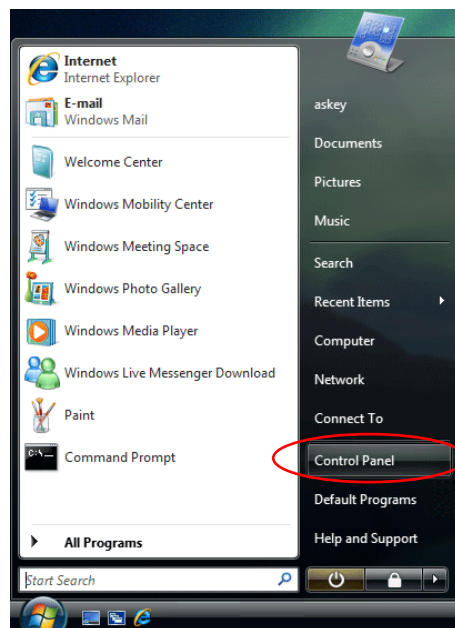 Internet
Internet Explorer
E-mail
Windows Mail
Welcome Center
Windows Mobility Center
Windows Meeting Space
Windows Photo Gallery
Windows Media Player
Windows Live Messenger Download
Paint
C:\_
Command Prompt
All Programs
Start Search
askey
Documents
Pictures
Music
Search
Recent Items
Computer
Network
Connect To
Control Panel
Default Programs
Help and Support